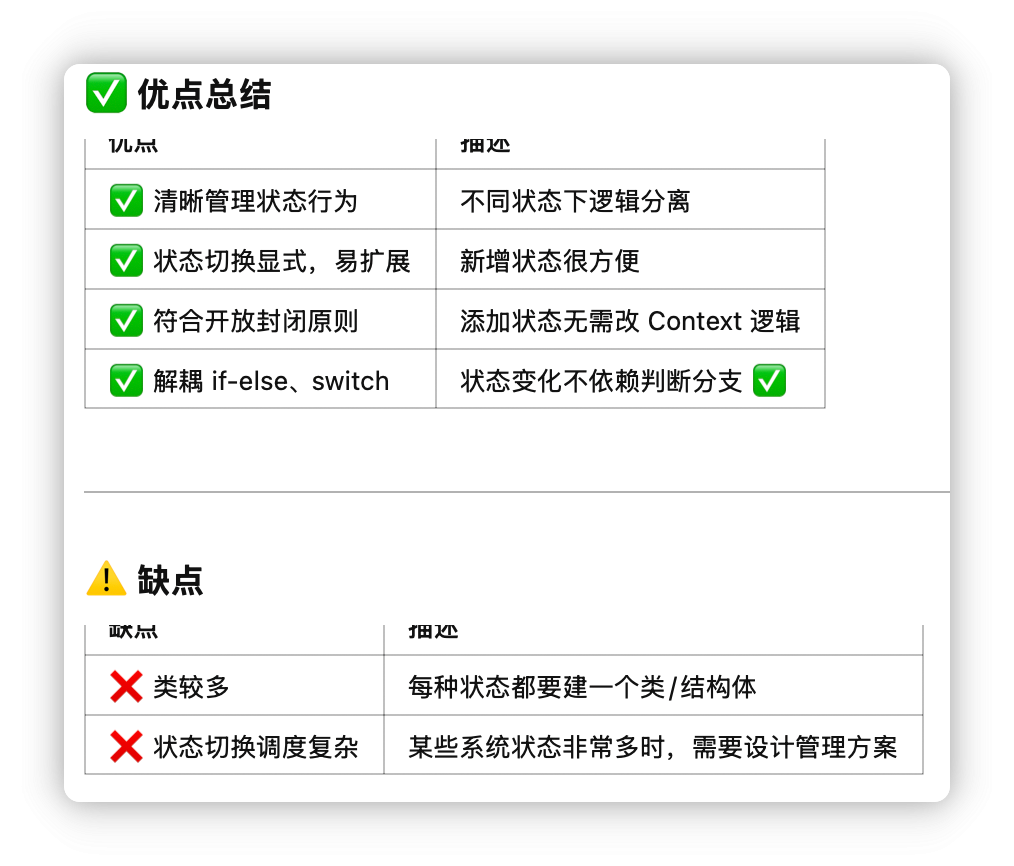 ✅ 优点总结
优点 描述
✅ 清晰管理状态行为 不同状态下逻辑分离
✅ 状态切换显式，易扩展 新增状态很方便
✅ 符合开放封闭原则 添加状态无需改 Context 逻辑
✅ 解耦 if-else、switch 状态变化不依赖判断分支 ✅
⚠️ 缺点
缺点 描述
❌ 类较多 每种状态都要建一个类/结构体
❌ 状态切换调度复杂 某些系统状态非常多时，需要设计管理方案